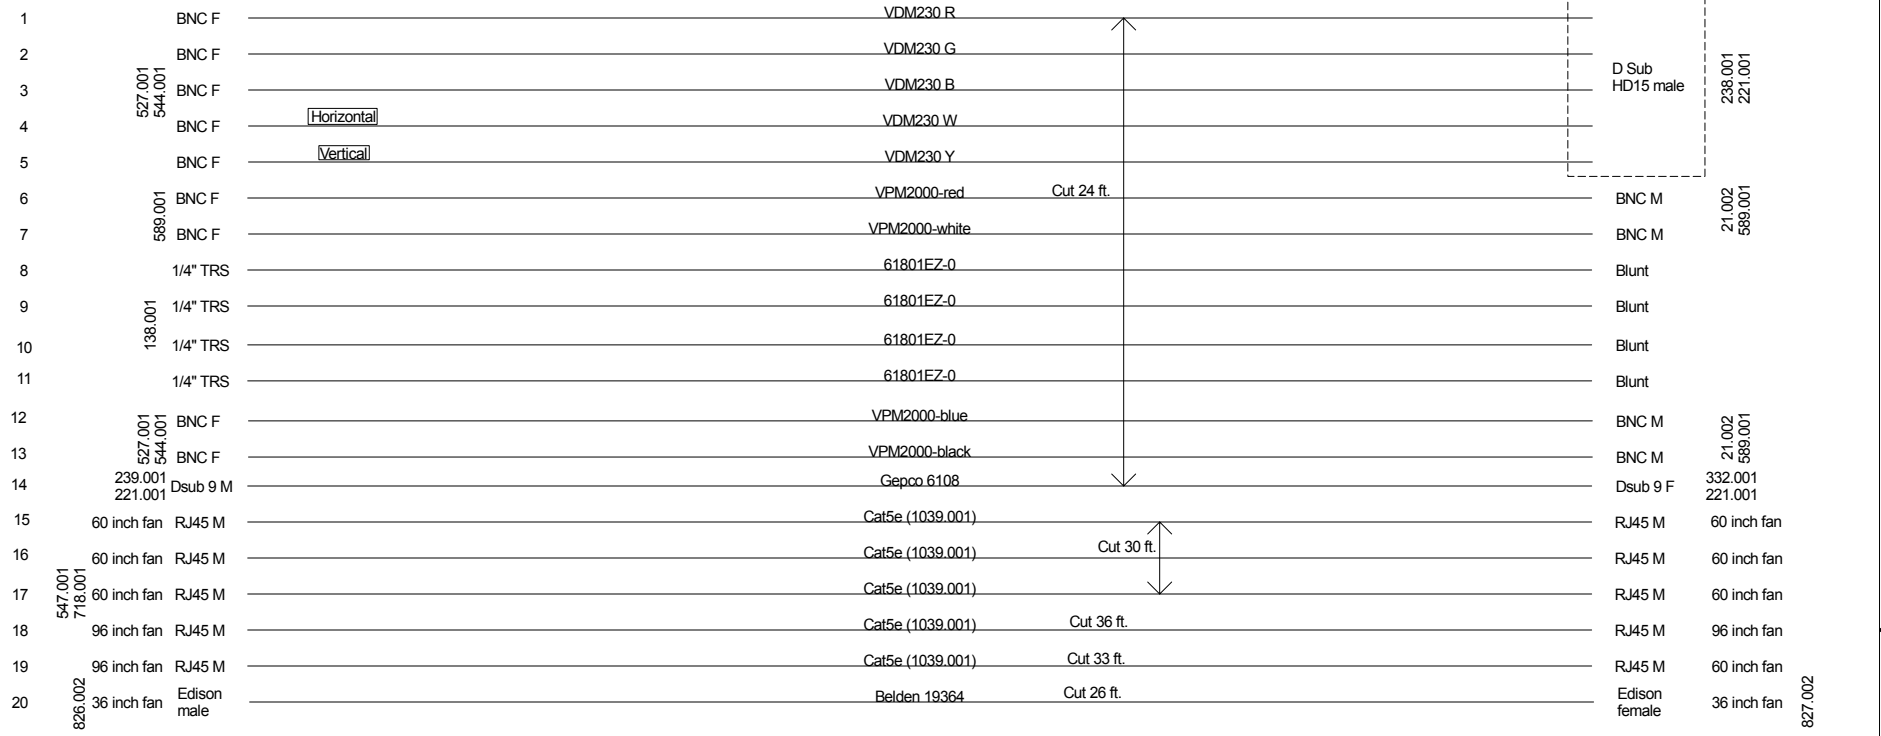 1 BNC F VDM230 R
2 BNC F VDM230 G
527.001
544.001
3 BNC F VDM230 B
D Sub
HD15 male
238.001
221.001
Horizontal
4 BNC F VDM230 W
Vertical
5 BNC F VDM230 Y
6 589.001 BNC F VPM2000-red Cut 24 ft. BNC M
21.002
589.001
7 BNC F VPM2000-white BNC M
8 1/4" TRS 61801EZ-0 Blunt
9 1/4" TRS 61801EZ-0 Blunt
138.001
10 1/4" TRS 61801EZ-0 Blunt
11 1/4" TRS 61801EZ-0 Blunt
12 BNC F VPM2000-blue BNC M
527.001
544.001
21.002
589.001
13 BNC F VPM2000-black BNC M
239.001
221.001
14 Dsub 9 M Gepco 6108 Dsub 9 F
332.001
221.001
15 60 inch fan RJ45 M Cat5e (1039.001) RJ45 M 60 inch fan
16 60 inch fan RJ45 M Cat5e (1039.001) Cut 30 ft. RJ45 M 60 inch fan
547.001
718.001
17 60 inch fan RJ45 M Cat5e (1039.001) RJ45 M 60 inch fan
18 96 inch fan RJ45 M Cat5e (1039.001) Cut 36 ft. RJ45 M 96 inch fan
19 96 inch fan RJ45 M Cat5e (1039.001) Cut 33 ft. RJ45 M 60 inch fan
20 826.002 36 inch fan Edison
male
Belden 19364 Cut 26 ft. Edison
female
36 inch fan 827.002